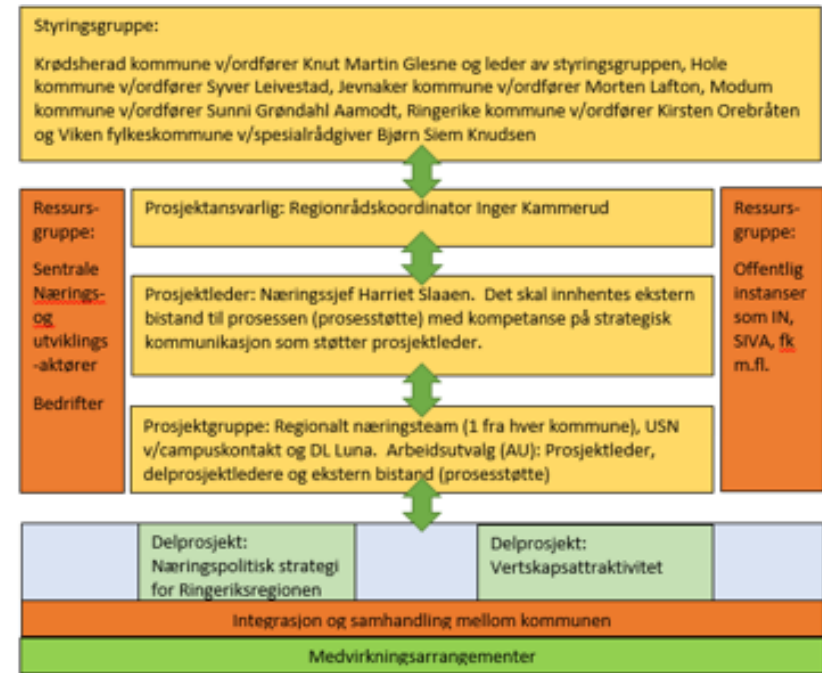 Styringsgruppe:
Krødsherad kommune v/ordfører Knut Martin Glesne og leder av styringsgruppen, Hole
kommune v/ordfører Syver Leivestad, Jevnaker kommune v/ordfører Morten Lafton, Modum
kommune v/ordfører Sunni Grøndahl Aamodt, Ringerike kommune v/ordfører Kirsten Orebråten
og Viken fylkeskommune v/spesialrådgiver Bjørn Siem Knudsen
Ressurs-
gruppe:
Sentrale
Nærings-
og
utviklings
-aktører
Bedrifter
Prosjektansvarlig: Regionrådskoordinator Inger Kammerud
Prosjektleder: Næringssjef Harriet Slaaen. Det skal innhentes ekstern
bistand til prosessen (prosesstøtte) med kompetanse på strategisk
kommunikasjon som støtter prosjektleder.
Prosjektgruppe: Regionalt næringsteam (1 fra hver kommune), USN
v/campuskontakt og DL Luna. Arbeidsutvalg (AU): Prosjektleder,
delprosjektledere og ekstern bistand (prosesstøtte)
Ressurs-
gruppe:
Offentlig
instanser
som IN,
SIVA, fk
m.fl.
Delprosjekt:
Næringspolitisk strategi
for Ringeriksregionen
Delprosjekt:
Vertskapsattraktivitet
Integrasjon og samhandling mellom kommunen
Medvirkningsarrangementer